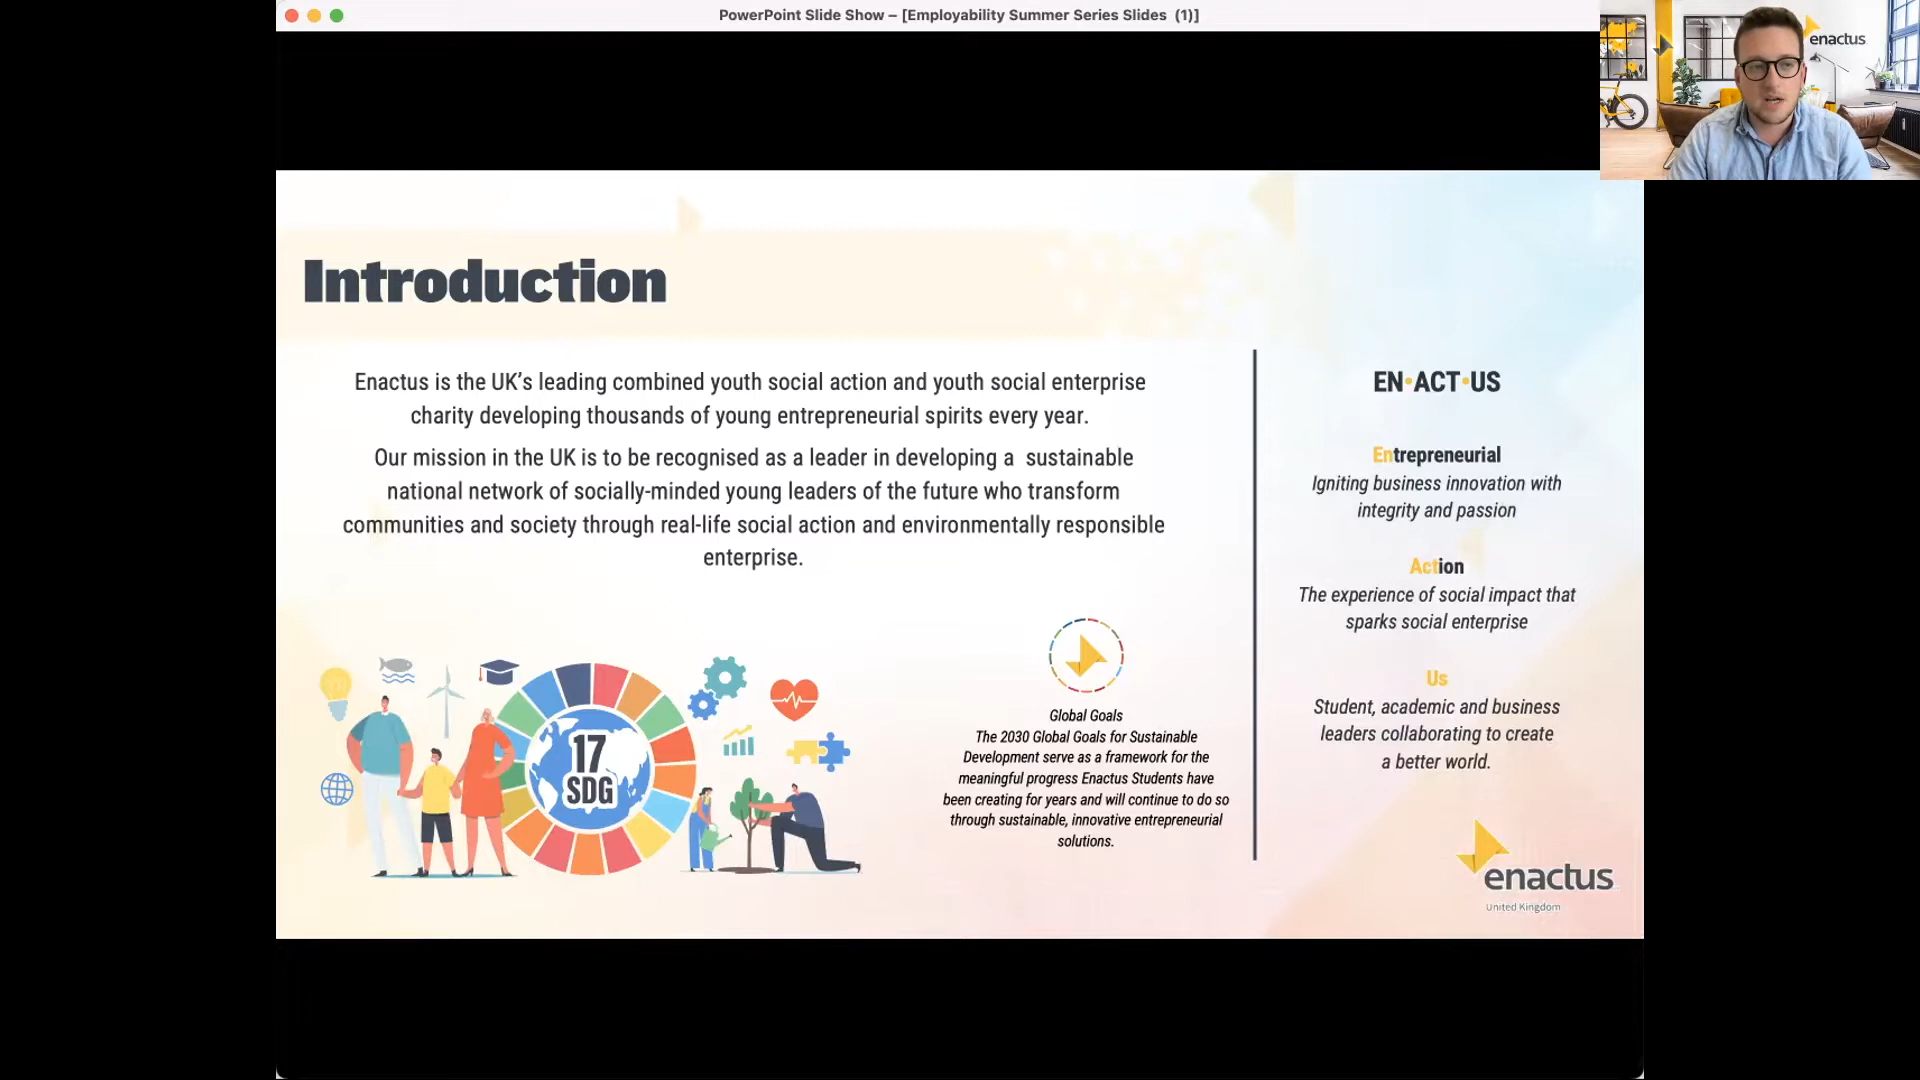 PowerPoint Slide Show – [Employability Summer Series Slides (1)]
enactus
Introduction
Enactus is the UK's leading combined youth social action and youth social enterprise
charity developing thousands of young entrepreneurial spirits every year.
Our mission in the UK is to be recognised as a leader in developing a sustainable
national network of socially-minded young leaders of the future who transform
communities and society through real-life social action and environmentally responsible
enterprise.
17
SDG
Global Goals
The 2030 Global Goals for Sustainable
Development serve as a framework for the
meaningful progress Enactus Students have
been creating for years and will continue to do so
through sustainable, innovative entrepreneurial
solutions.
EN·ACT·US
Entrepreneurial
Igniting business innovation with
integrity and passion
Action
The experience of social impact that
sparks social enterprise
Us
Student, academic and business
leaders collaborating to create
a better world.
enactus
United Kingdom